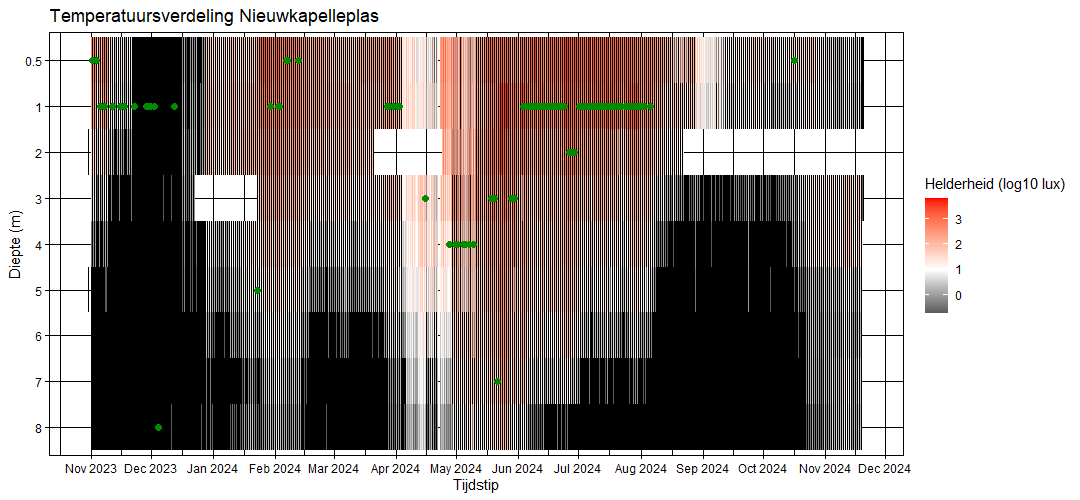 Temperatuursverdeling Nieuwkapelleplas
0.5
1
2
3
4
5
6
7
8
Diepte (m)
Nov 2023 Dec 2023 Jan 2024 Feb 2024 Mar 2024 Apr 2024 May 2024 Jun 2024 Jul 2024 Aug 2024 Sep 2024 Oct 2024 Nov 2024 Dec 2024
Tijdstip
Helderheid (log10 lux)
3
2
1
0